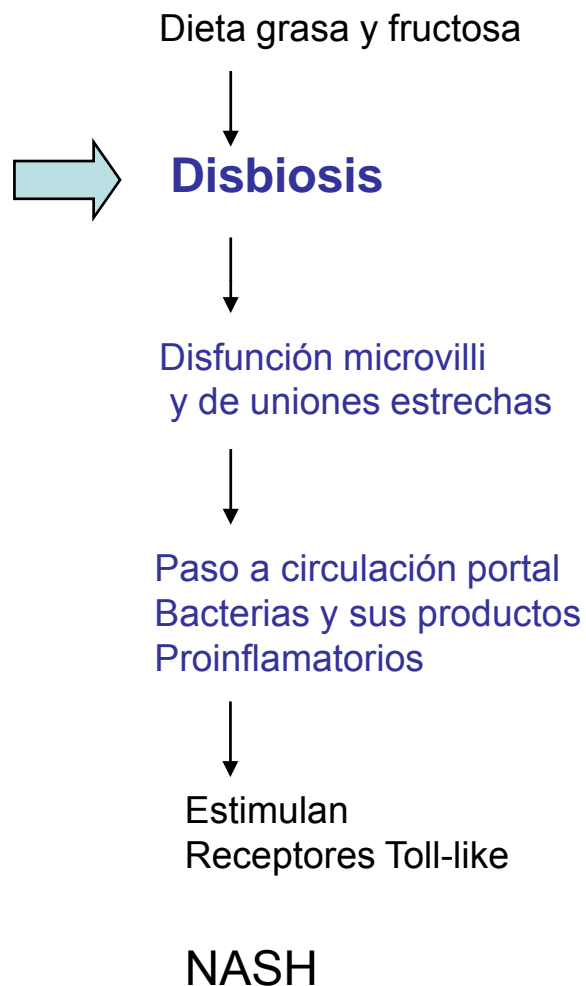 Dieta grasa y fructosa
Disbiosis
Disfunción microvilli
y de uniones estrechas
Paso a circulación portal
Bacterias y sus productos
Proinflamatorios
Estimulan
Receptores Toll-like
NASH